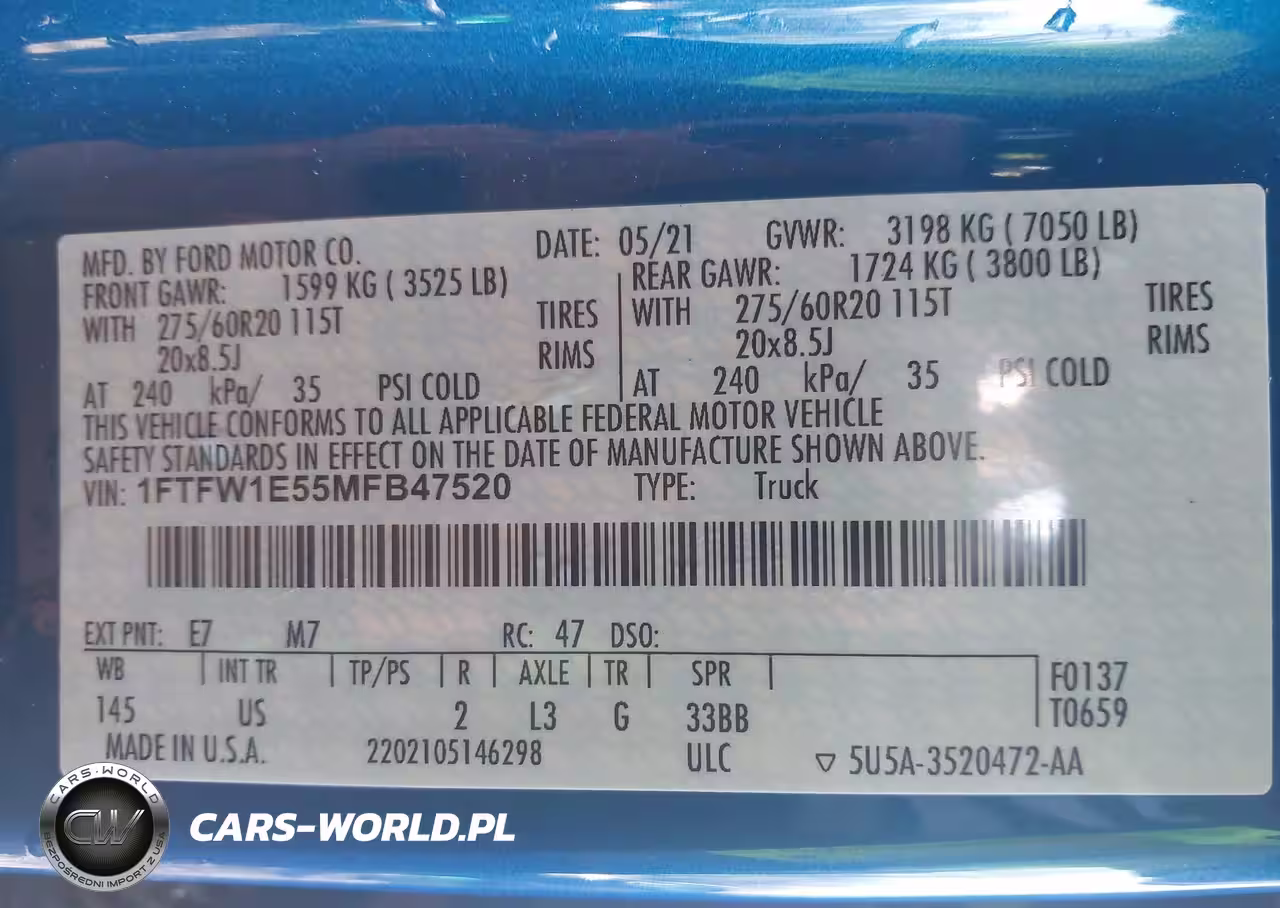 MFD. BY FORD MOTOR CO. DATE: 05/21 GVWR: 3198 KG ( 7050 LB)
FRONT GAWR: 1599 KG ( 3525 LB) REAR GAWR: 1724 KG ( 3800 LB)
WITH 275/60R20 115T TIRES WITH 275/60R20 115T TIRES
20x8.5J RIMS 20x8.5J RIMS
AT 240 kPa/ 35 PSI COLD AT 240 kPa/ 35 PSI COLD
THIS VEHICLE CONFORMS TO ALL APPLICABLE FEDERAL MOTOR VEHICLE
SAFETY STANDARDS IN EFFECT ON THE DATE OF MANUFACTURE SHOWN ABOVE.
VIN: 1FTFW1E55MFB47520 TYPE: Truck
EXT PNT: E7 M7 RC: 47 DSO:
WB INT TR TP/PS R AXLE TR SPR F0137
145 US 2 L3 G 33BB T0659
MADE IN U.S.A. 2202105146298 ULC ▽ 5U5A-3520472-AA
CARS-WORLD
CW
BEZPOŚREDNI IMPORT Z USA
CARS-WORLD.PL